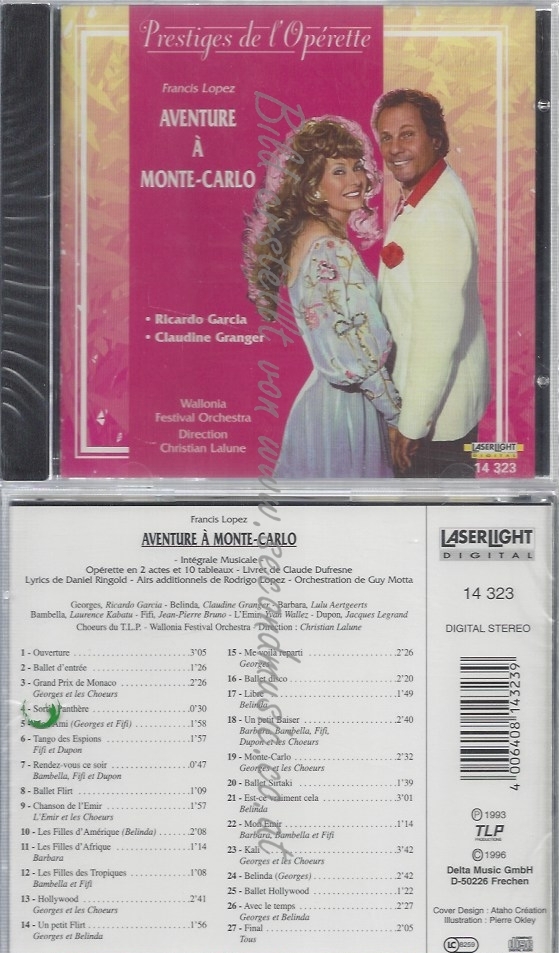 Prestiges de l'Opérette
Francis Lopez
AVENTURE
À
MONTE-CARLO
• Ricardo Garcia
• Claudine Granger
Wallonia
Festival Orchestra
Direction
Christian Lalune
LASERLIGHT
DIGITAL
14 323
Francis Lopez
AVENTURE À MONTE-CARLO
- Intégrale Musicale -
Opérette en 2 actes et 10 tableaux - Livret de Claude Dufresne
Lyrics de Daniel Ringold - Airs additionnels de Rodrigo Lopez - Orchestration de Guy Motta
Georges, Ricardo Garcia - Belinda, Claudine Granger - Barbara, Lulu Aertgeerts
Bambella, Laurence Kabatu - Fifi, Jean-Pierre Bruno - L'Emir, Yvan Wallez - Dupon, Jacques Legrand
Choeurs du T.L.P. - Wallonia Festival Orchestra - Direction : Christian Lalune
1 - Ouverture 3'05
2 - Ballet d'entrée 1'26
3 - Grand Prix de Monaco 2'26
Georges et les Choeurs
4 - Sortie Panthère 0'30
5 - Ami (Georges et Fifi) 1'58
6 - Tango des Espions 1'57
Fifi et Dupon
7 - Rendez-vous ce soir 0'47
Bambella, Fifi et Dupon
8 - Ballet Flirt 1'09
9 - Chanson de l'Emir 1'57
L'Emir et les Choeurs
10 - Les Filles d'Amérique (Belinda) 2'08
11 - Les Filles d'Afrique 1'14
Barbara
12 - Les Filles des Tropiques 1'08
Bambella et Fifi
13 - Hollywood 2'41
Georges et les Choeurs
14 - Un petit Flirt 1'56
Georges et Belinda
15 - Me voilà reparti 2'26
Georges
16 - Ballet disco 2'20
17 - Libre 1'49
Belinda
18 - Un petit Baiser 2'40
Barbara, Bambella, Fifi,
Dupon et les Choeurs
19 - Monte-Carlo 2'32
Georges et les Choeurs
20 - Ballet Sirtaki 1'39
21 - Est-ce vraiment cela 3'01
Belinda
22 - Mon Emir 1'14
Barbara, Bambella et Fifi
23 - Kali 3'42
Georges et les Choeurs
24 - Belinda (Georges) 2'42
25 - Ballet Hollywood 1'22
26 - Avec le temps 2'27
Georges et Belinda
27 - Final 2'05
Tous
LASERLIGHT
DIGITAL
14 323
DIGITAL STEREO
4 006408 143239
℗ 1993
TLP
PRODUCTIONS
© 1996
Delta Music GmbH
D-50226 Frechen
Cover Design : Ataho Création
Illustration : Pierre Okley
LC 8259
COMPACT
disc
DIGITAL AUDIO